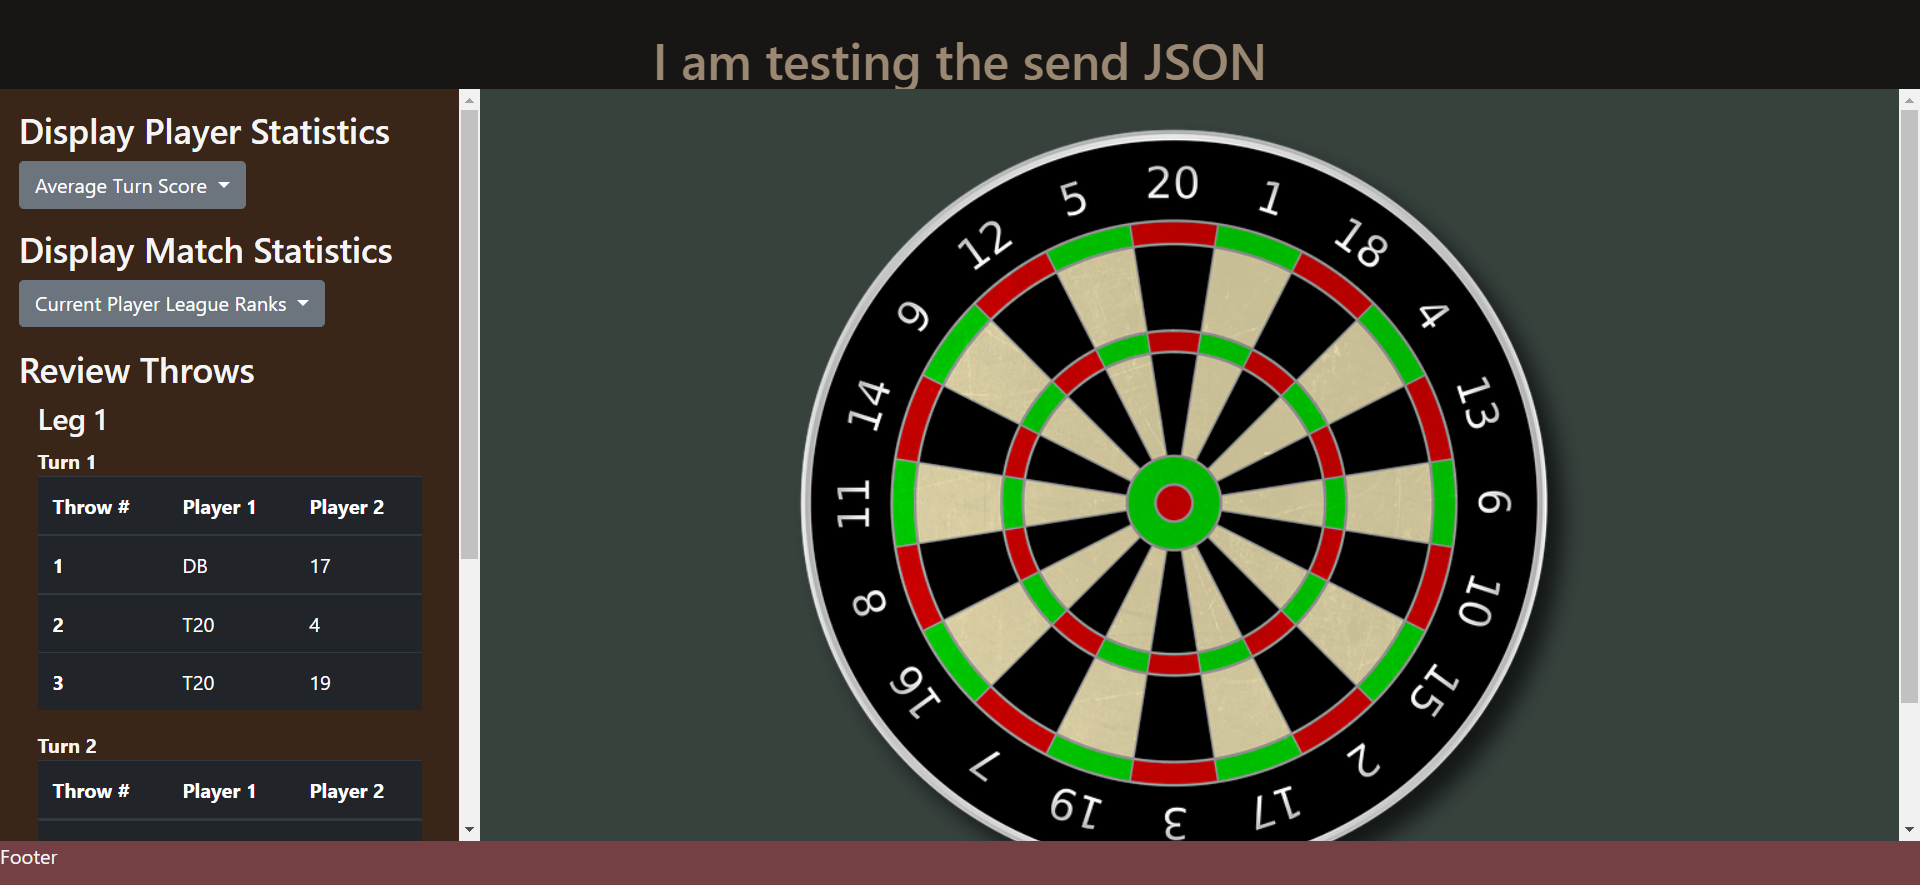 I am testing the send JSON
Display Player Statistics
Average Turn Score
Display Match Statistics
Current Player League Ranks
Review Throws
Leg 1
Turn 1
Throw # Player 1 Player 2
1 DB 17
2 T20 4
3 T20 19
Turn 2
Throw # Player 1 Player 2
20
1
18
4
13
6
10
15
2
17
3
19
7
16
8
11
14
9
12
5
Footer